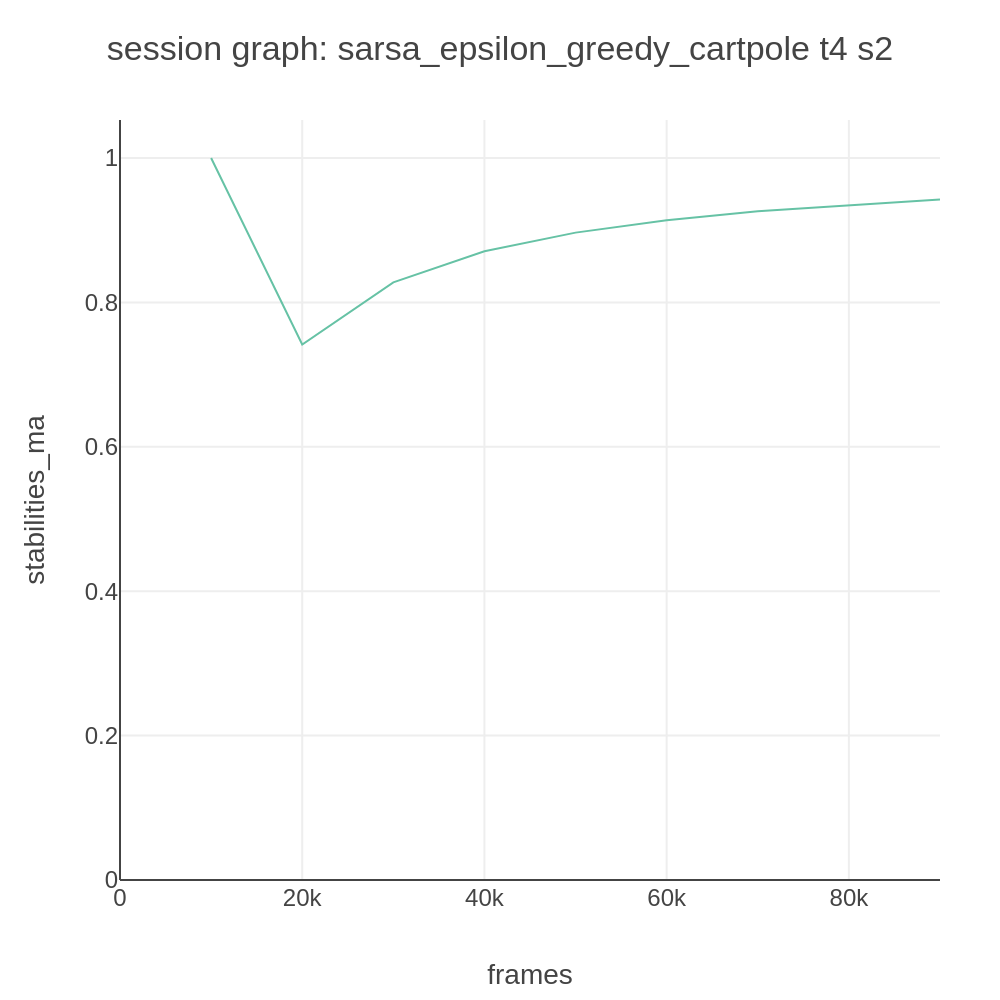 session graph: sarsa_epsilon_greedy_cartpole t4 s2
1
0.8
0.6
0.4
0.2
0
0
20k
40k
60k
80k
stabilities_ma
frames